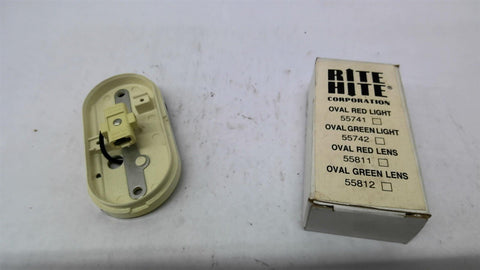 RITE
HITE®
CORPORATION
OVAL RED LIGHT
55741
OVAL GREEN LIGHT
55742
OVAL RED LENS
55811
OVAL GREEN LENS
55812